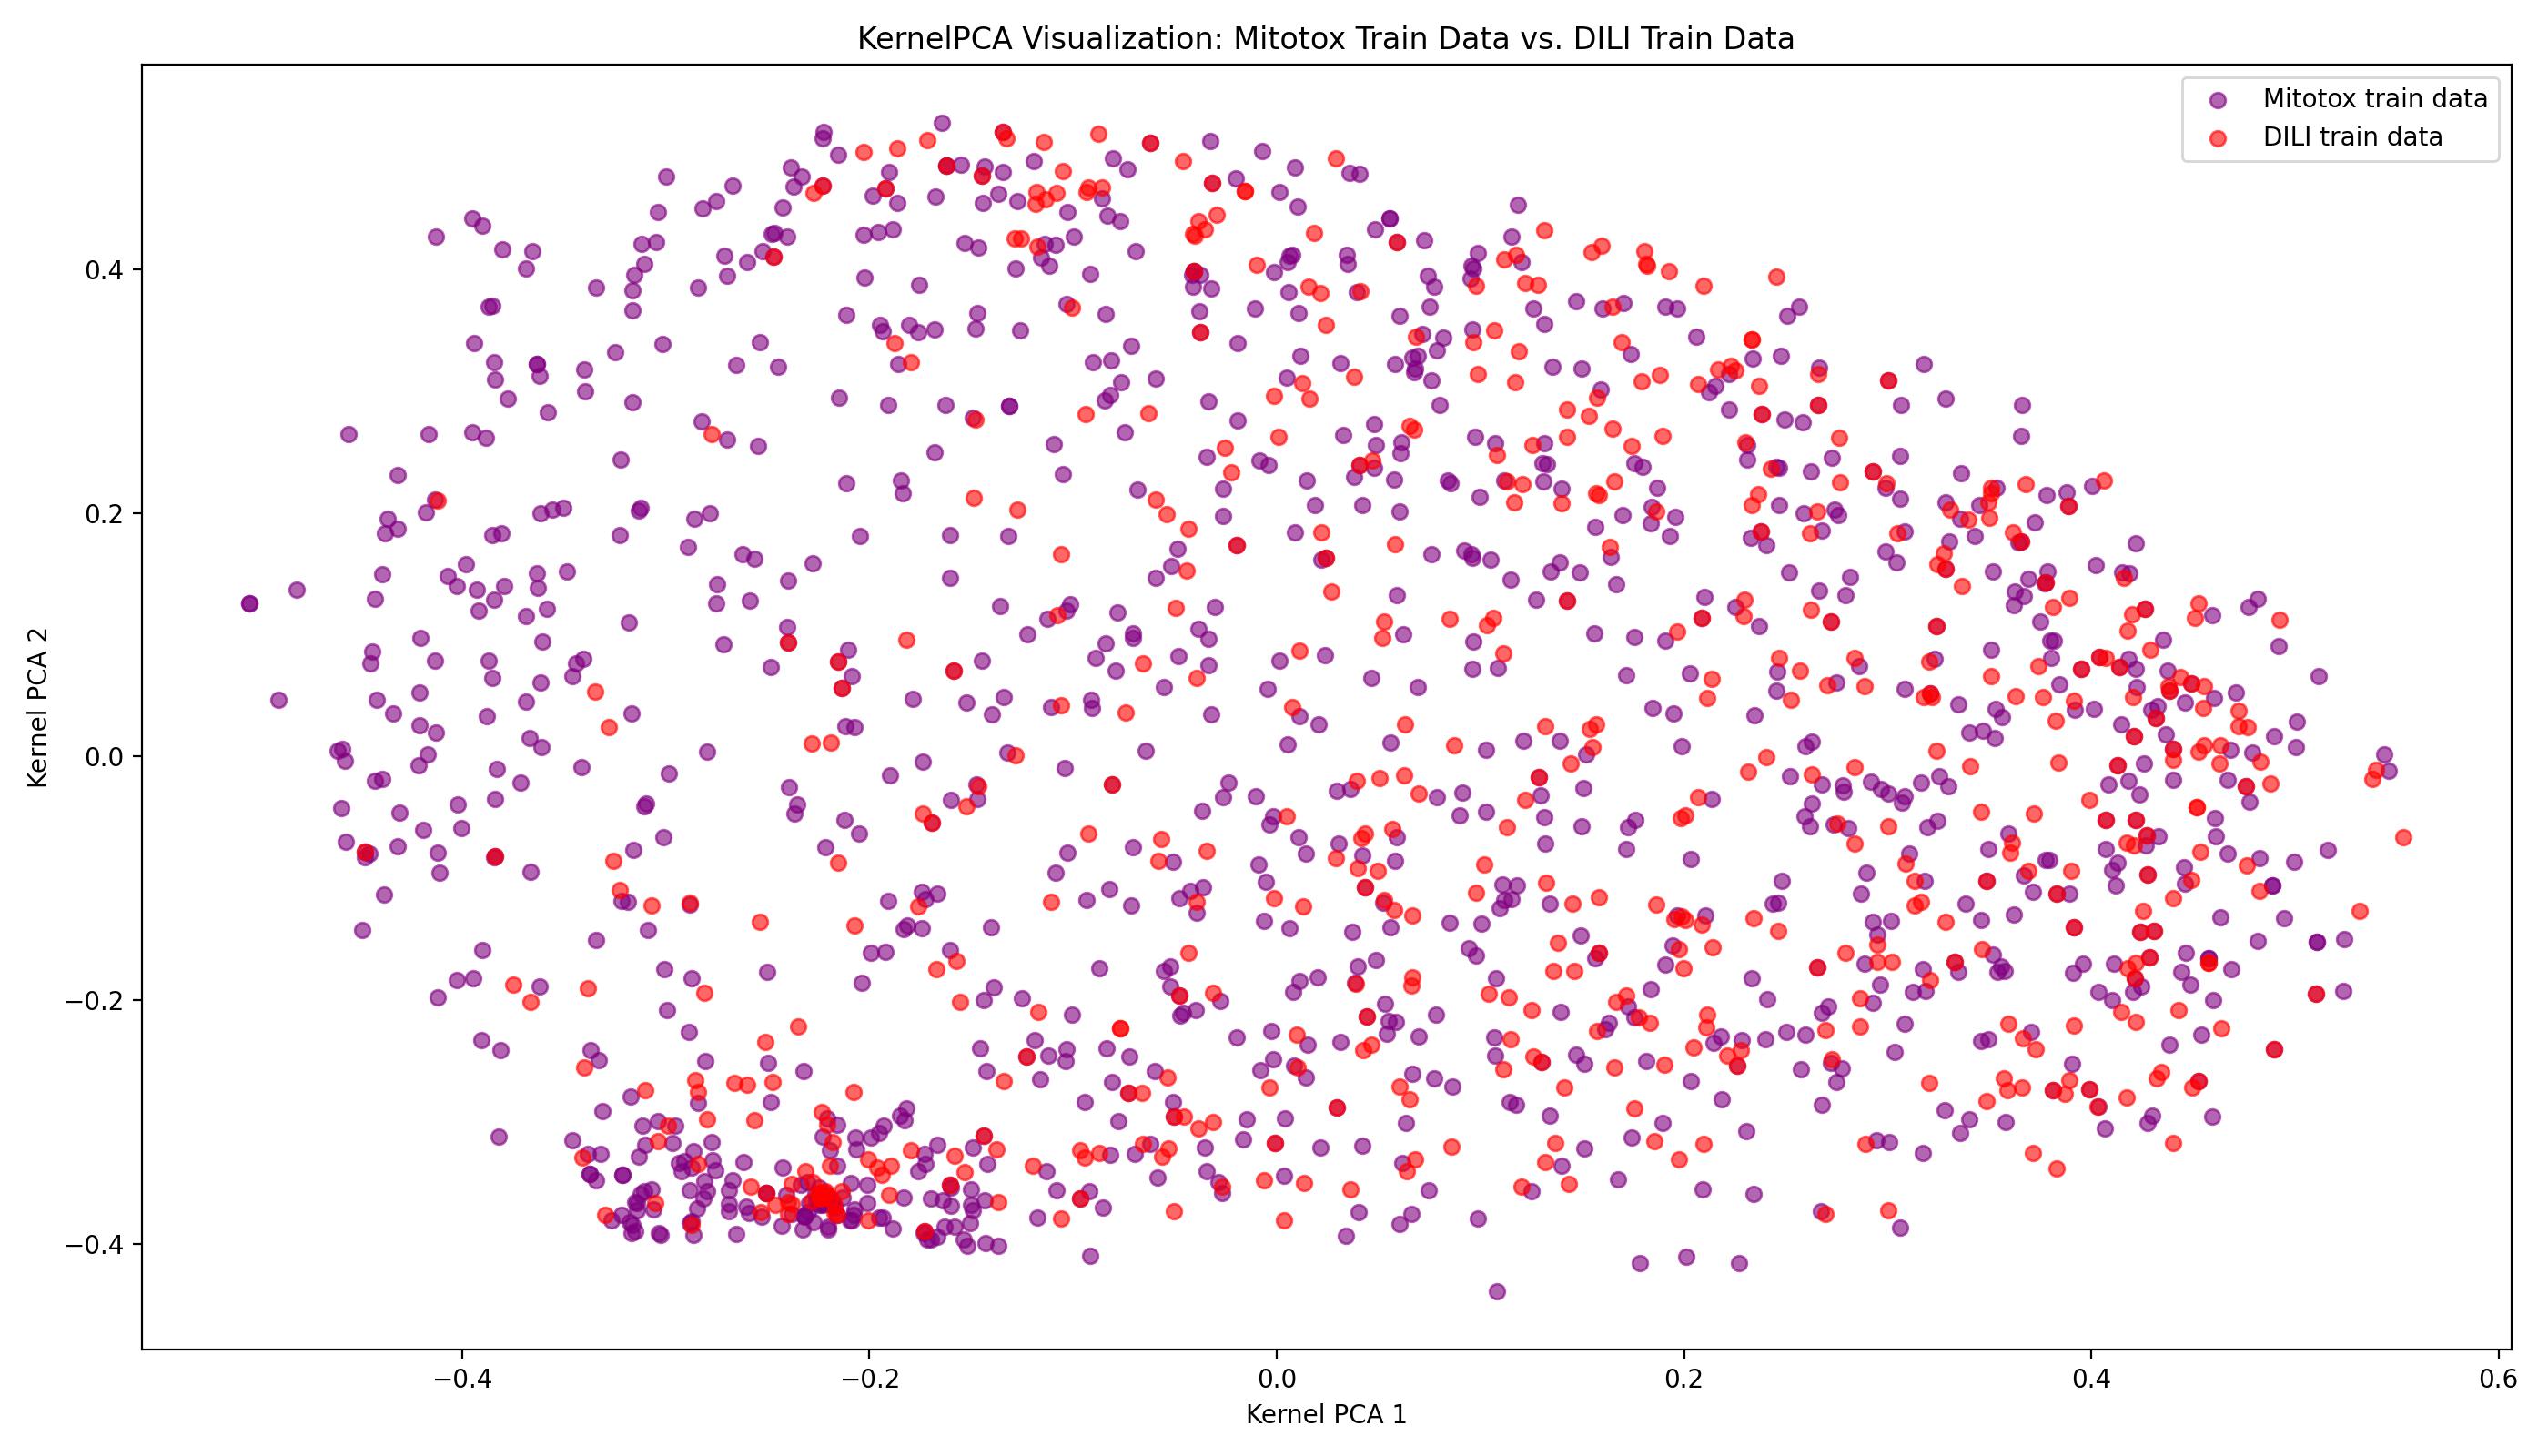 KernelPCA Visualization: Mitotox Train Data vs. DILI Train Data
Mitotox train data
DILI train data
Kernel PCA 2
0.4
0.2
0.0
−0.2
−0.4
−0.4
−0.2
0.0
0.2
0.4
0.6
Kernel PCA 1